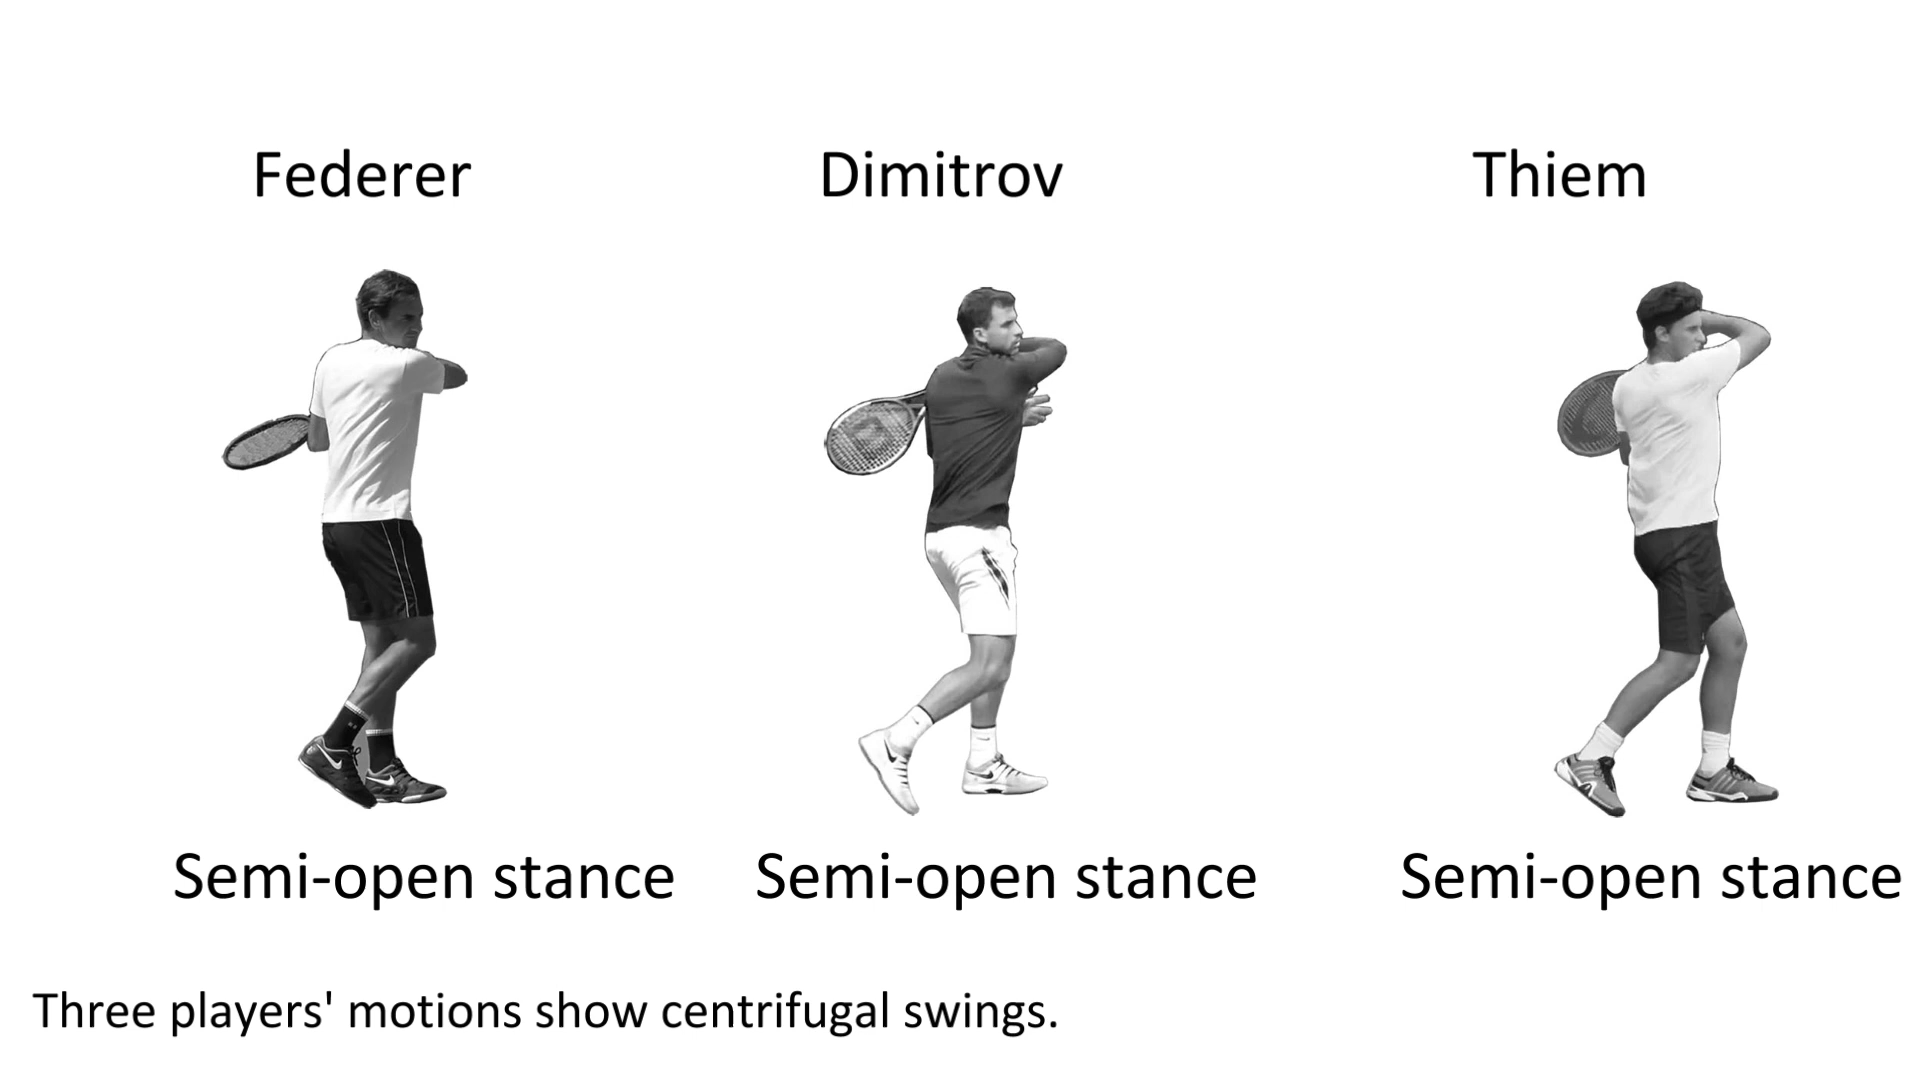 Federer
Dimitrov
Thiem
Semi-open stance
Semi-open stance
Semi-open stance
Three players' motions show centrifugal swings.